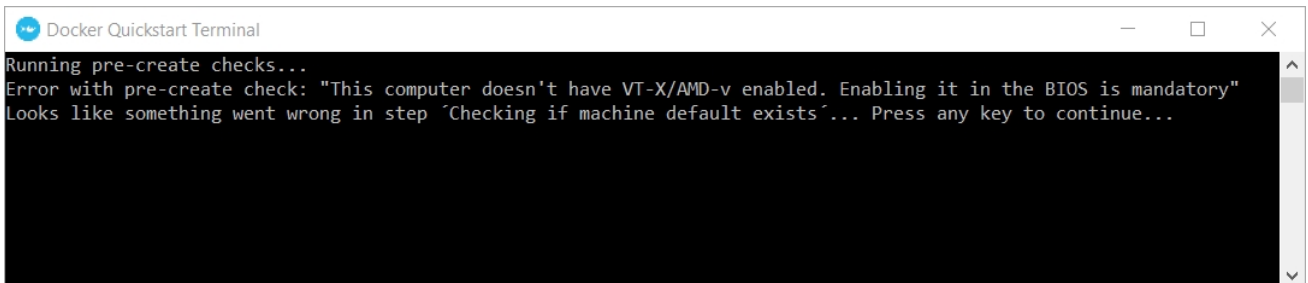 Docker Quickstart Terminal
Running pre-create checks...
Error with pre-create check: "This computer doesn't have VT-X/AMD-v enabled. Enabling it in the BIOS is mandatory"
Looks like something went wrong in step ´Checking if machine default exists´... Press any key to continue...